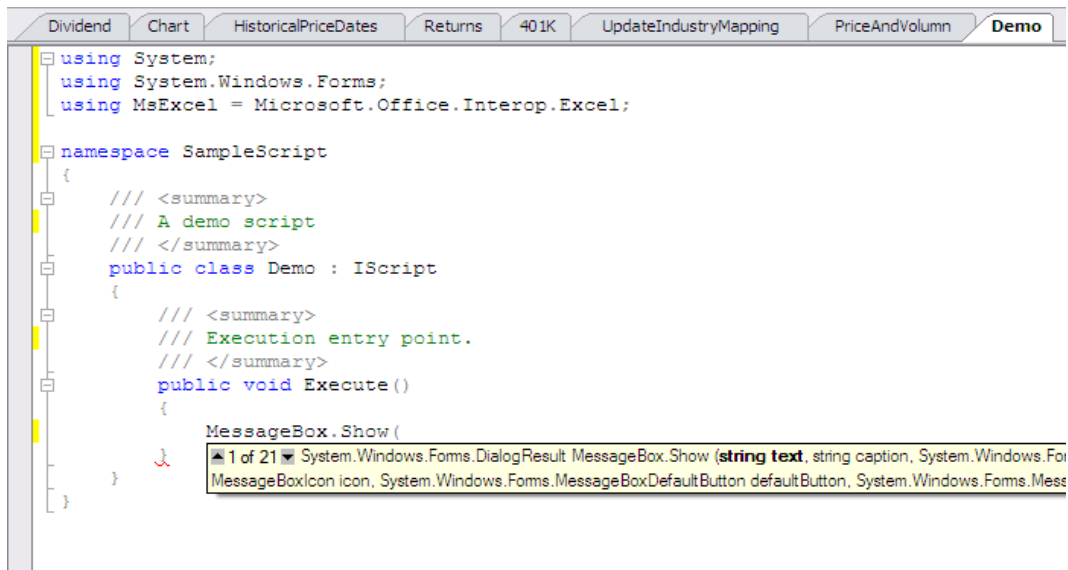 Dividend Chart HistoricalPriceDates Returns 401K UpdateIndustryMapping PriceAndVolumn Demo
using System;
using System.Windows.Forms;
using MsExcel = Microsoft.Office.Interop.Excel;
namespace SampleScript
{
/// <summary>
/// A demo script
/// </summary>
public class Demo : IScript
{
/// <summary>
/// Execution entry point.
/// </summary>
public void Execute()
{
MessageBox.Show(
} 1 of 21 System.Windows.Forms.DialogResult MessageBox.Show (string text, string caption, System.Windows.For
} MessageBoxIcon icon, System.Windows.Forms.MessageBoxDefaultButton defaultButton, System.Windows.Forms.Mess
}